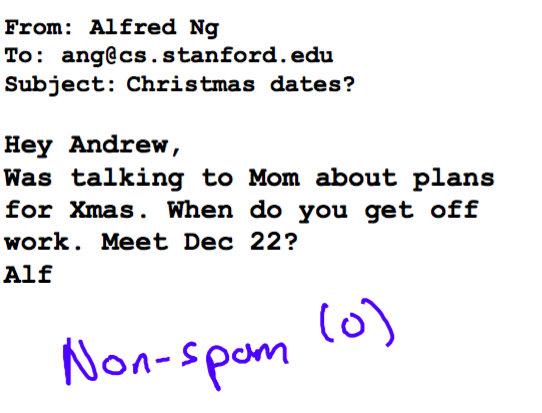 From: Alfred Ng
To: ang@cs.stanford.edu
Subject: Christmas dates?
Hey Andrew,
Was talking to Mom about plans
for Xmas. When do you get off
work. Meet Dec 22?
Alf
Non-spam (0)